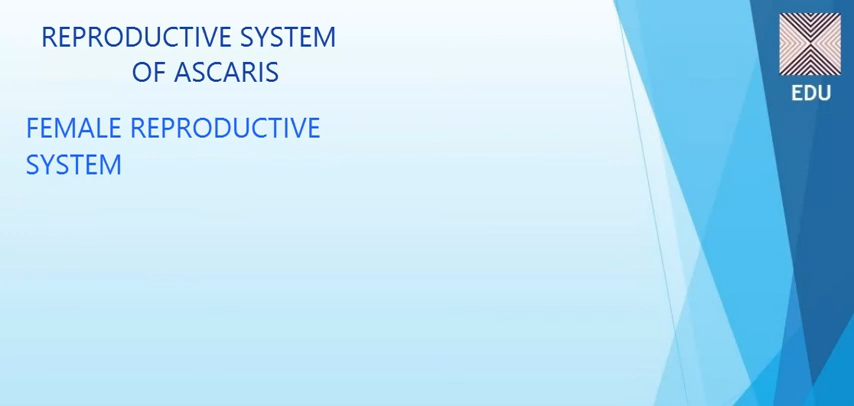 REPRODUCTIVE SYSTEM
OF ASCARIS
EDU
FEMALE REPRODUCTIVE
SYSTEM